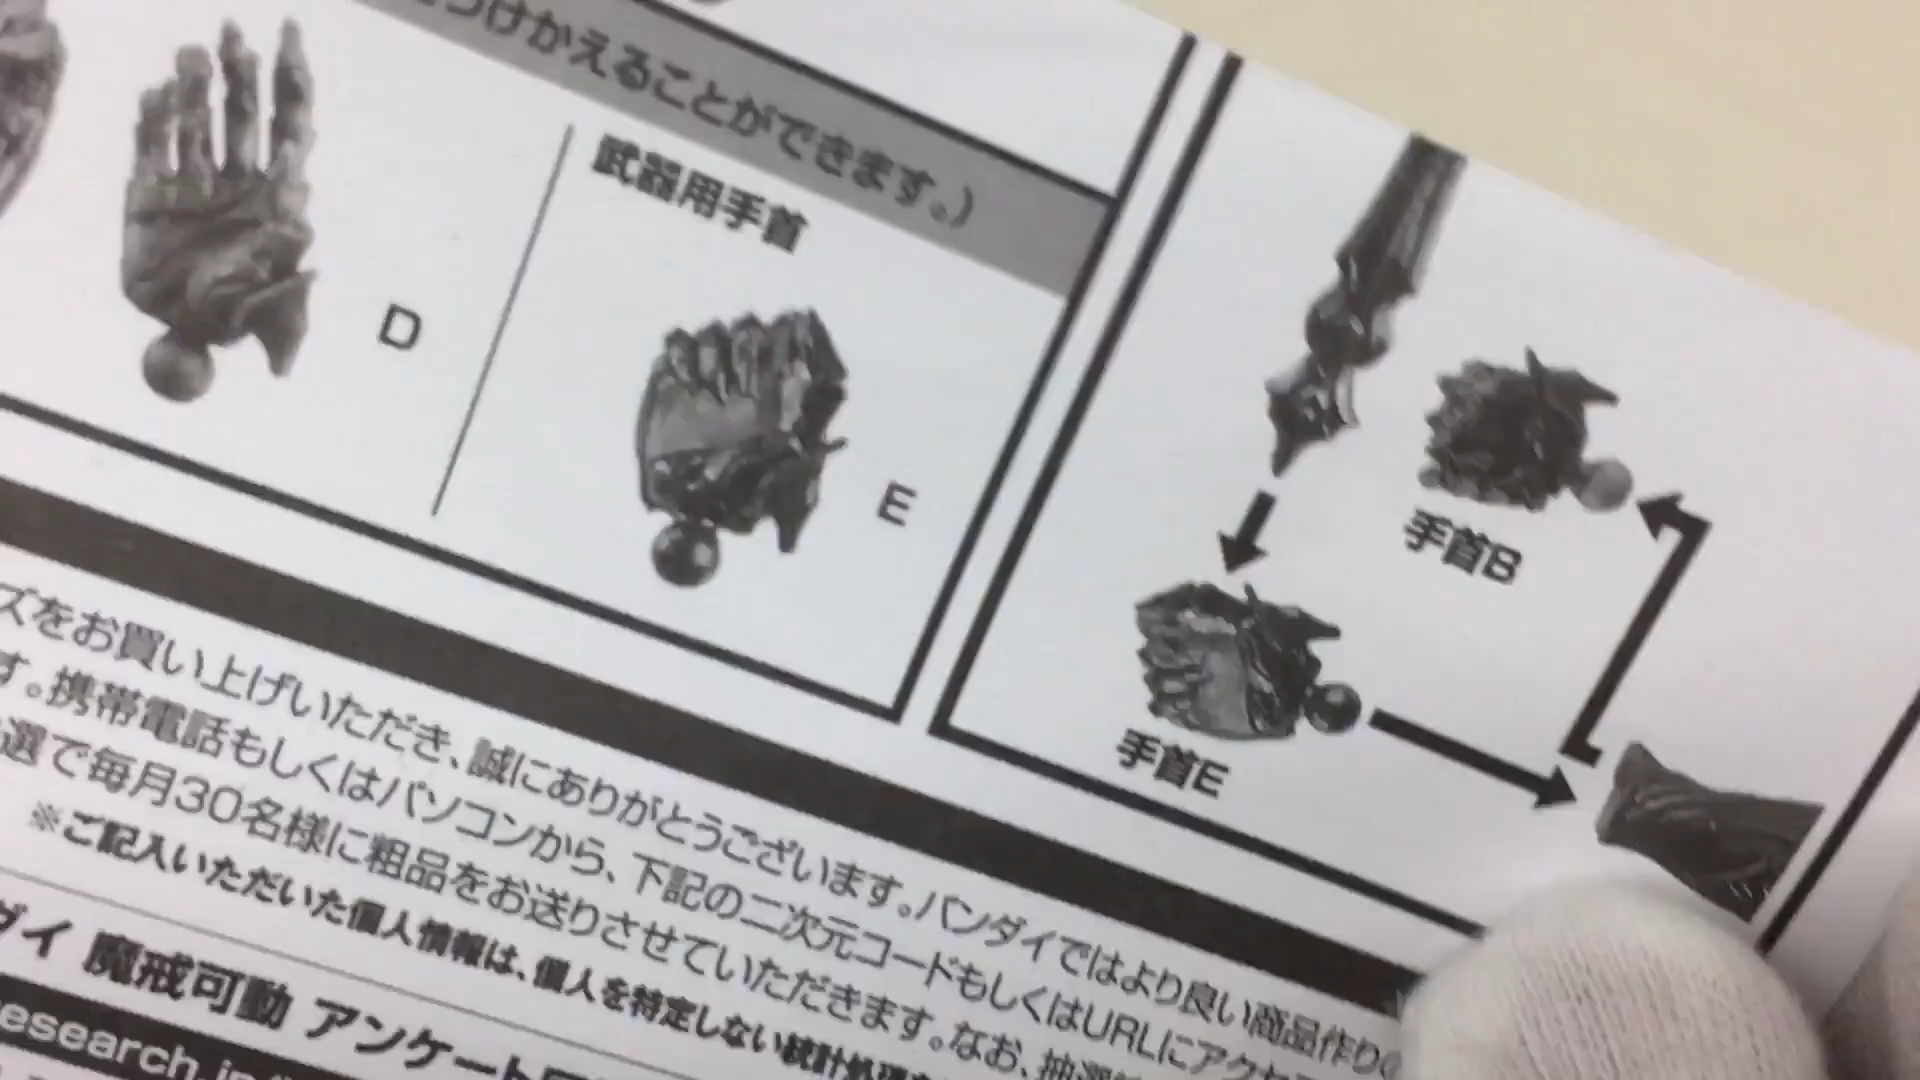 つけかえることができます。)
武器用手首
D
E
手首B
手首E
ズをお買い上げいただき、誠にありがとうございます。バンダイではより良い商品作りの
す。携帯電話もしくはパソコンから、下記の二次元コードもしくはURLにアクセ
選で毎月30名様に粗品をお送りさせていただきます。なお、抽選
※ご記入いただいた個人情報は、個人を特定しない統計処理
ダイ 魔戒可動 アンケート
esearch.